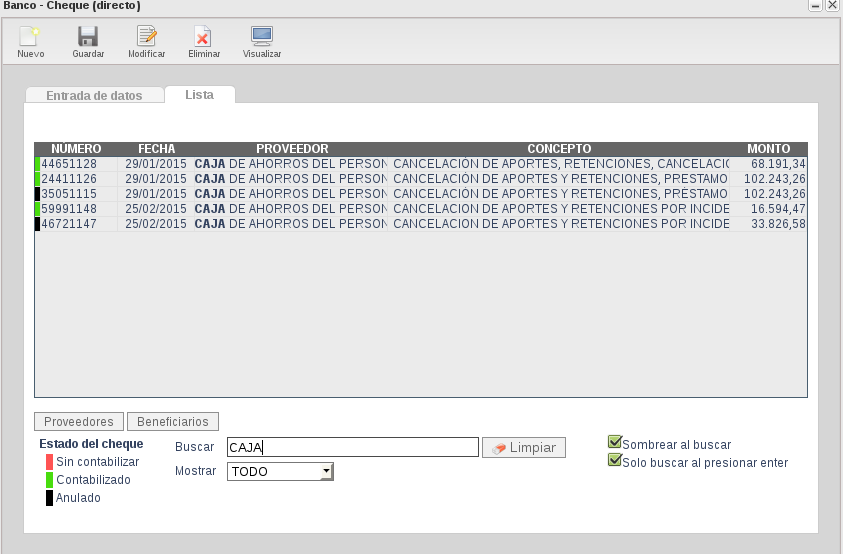 Banco - Cheque (directo)
Nuevo Guardar Modificar Eliminar Visualizar
Entrada de datos Lista
NÚMERO FECHA PROVEEDOR CONCEPTO MONTO
44651128 29/01/2015 CAJA DE AHORROS DEL PERSON CANCELACIÓN DE APORTES, RETENCIONES, CANCELACIÓ 68.191,34
24411126 29/01/2015 CAJA DE AHORROS DEL PERSON CANCELACIÓN DE APORTES Y RETENCIONES, PRESTAMO 102.243,26
35051115 29/01/2015 CAJA DE AHORROS DEL PERSON CANCELACIÓN DE APORTES Y RETENCIONES, PRÉSTAMO 102.243,26
59991148 25/02/2015 CAJA DE AHORROS DEL PERSON CANCELACIÓN DE APORTES Y RETENCIONES POR INCIDE 16.594,47
46721147 25/02/2015 CAJA DE AHORROS DEL PERSON CANCELACION DE APORTES Y RETENCIONES POR INCIDE 33.826,58
Proveedores Beneficiarios
Estado del cheque
Sin contabilizar
Contabilizado
Anulado
Buscar CAJA Limpiar
Mostrar TODO
Sombrear al buscar
Solo buscar al presionar enter